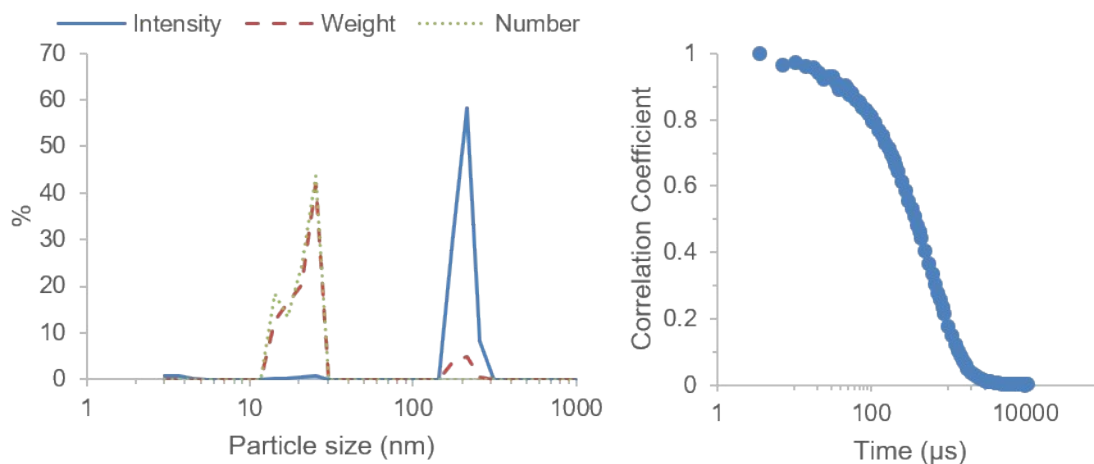 Intensity Weight Number
70
60
50
40
30
20
10
0
%
1 10 100 1000
Particle size (nm)
1
0.8
0.6
0.4
0.2
0
Correlation Coefficient
1 100 10000
Time (µs)